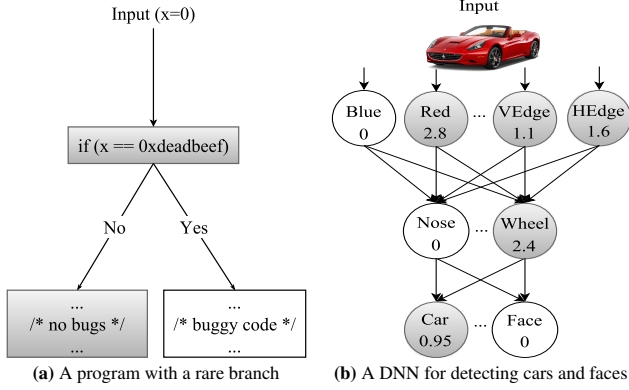 Input (x=0)
if (x == 0xdeadbeef)
No
Yes
...
/* no bugs */
...
...
/* buggy code */
...
(a) A program with a rare branch
Input
Blue
0
Red
2.8
...
VEdge
1.1
HEdge
1.6
Nose
0
...
Wheel
2.4
Car
0.95
...
Face
0
(b) A DNN for detecting cars and faces